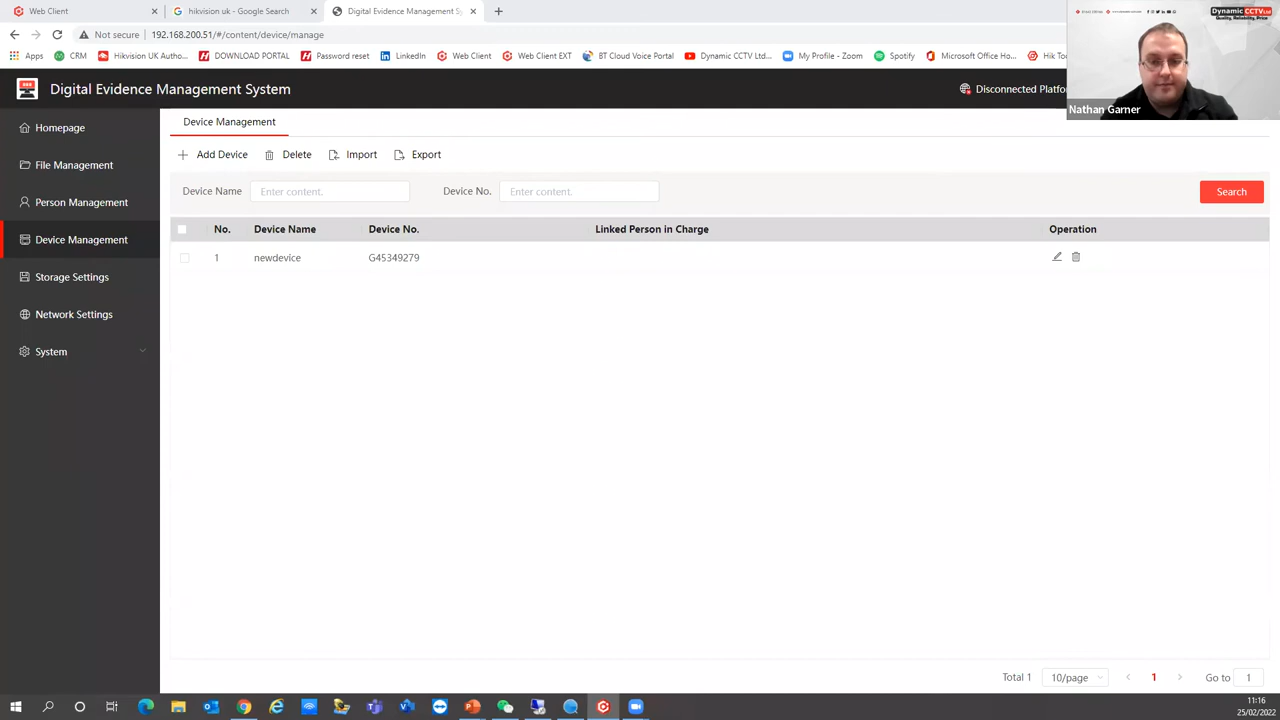 Web Client
hikvision uk - Google Search
Digital Evidence Management Sy
Not secure
192.168.200.51/#/content/device/manage
Apps
CRM
Hikvision UK Autho...
DOWNLOAD PORTAL
Password reset
LinkedIn
Web Client
Web Client EXT
BT Cloud Voice Portal
Dynamic CCTV Ltd...
My Profile - Zoom
Spotify
Microsoft Office Ho...
Hik
Dynamic CCTV Ltd
Quality, Reliability, Price
Nathan Garner
Digital Evidence Management System
Disconnected Platfo
Homepage
File Management
Person Management
Device Management
Storage Settings
Network Settings
System
Device Management
Add Device
Delete
Import
Export
Device Name
Enter content.
Device No.
Enter content.
Search
No.
Device Name
Device No.
Linked Person in Charge
Operation
1
newdevice
G45349279
Total 1
10/page
1
Go to
1
11:16
25/02/2022